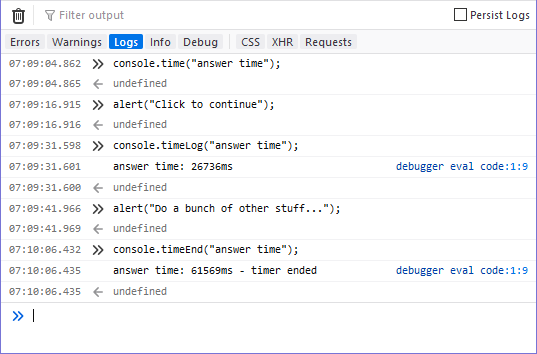 Filter output Persist Logs
Errors Warnings Logs Info Debug CSS XHR Requests
07:09:04.862 console.time("answer time");
07:09:04.865 undefined
07:09:16.915 alert("Click to continue");
07:09:16.916 undefined
07:09:31.598 console.timeLog("answer time");
07:09:31.601 answer time: 26736ms debugger eval code:1:9
07:09:31.600 undefined
07:09:41.966 alert("Do a bunch of other stuff...");
07:09:41.969 undefined
07:10:06.432 console.timeEnd("answer time");
07:10:06.435 answer time: 61569ms - timer ended debugger eval code:1:9
07:10:06.435 undefined